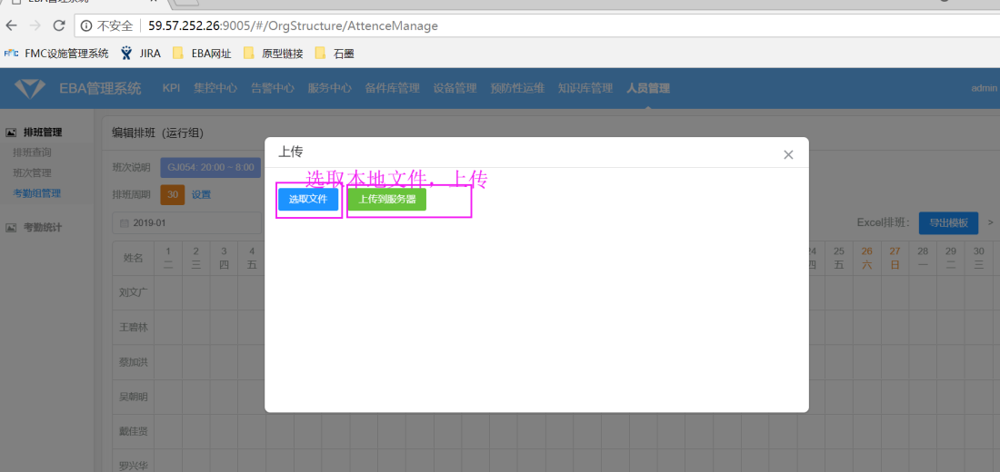 不安全 59.57.252.26:9005/#/OrgStructure/AttenceManage
FMC设施管理系统 JIRA EBA网址 原型链接 石墨
EBA管理系统 KPI 集控中心 告警中心 服务中心 备件库管理 设备管理 预防性运维 知识库管理 人员管理 admin
排班管理
排班查询
班次管理
考勤组管理
考勤统计
编辑排班（运行组）
班次说明 GJ054: 20:00 ~ 8:00
排班周期 30 设置
2019-01
Excel排班： 导出模板 >
上传 ×
选取本地文件，上传
选取文件 上传到服务器
姓名 1 2 3 4 24 25 26 27 28 29 30
二 三 四 五 四 五 六 日 一 二 三
刘文广
王碧林
蔡加洪
吴朝明
戴佳贤
罗兴华